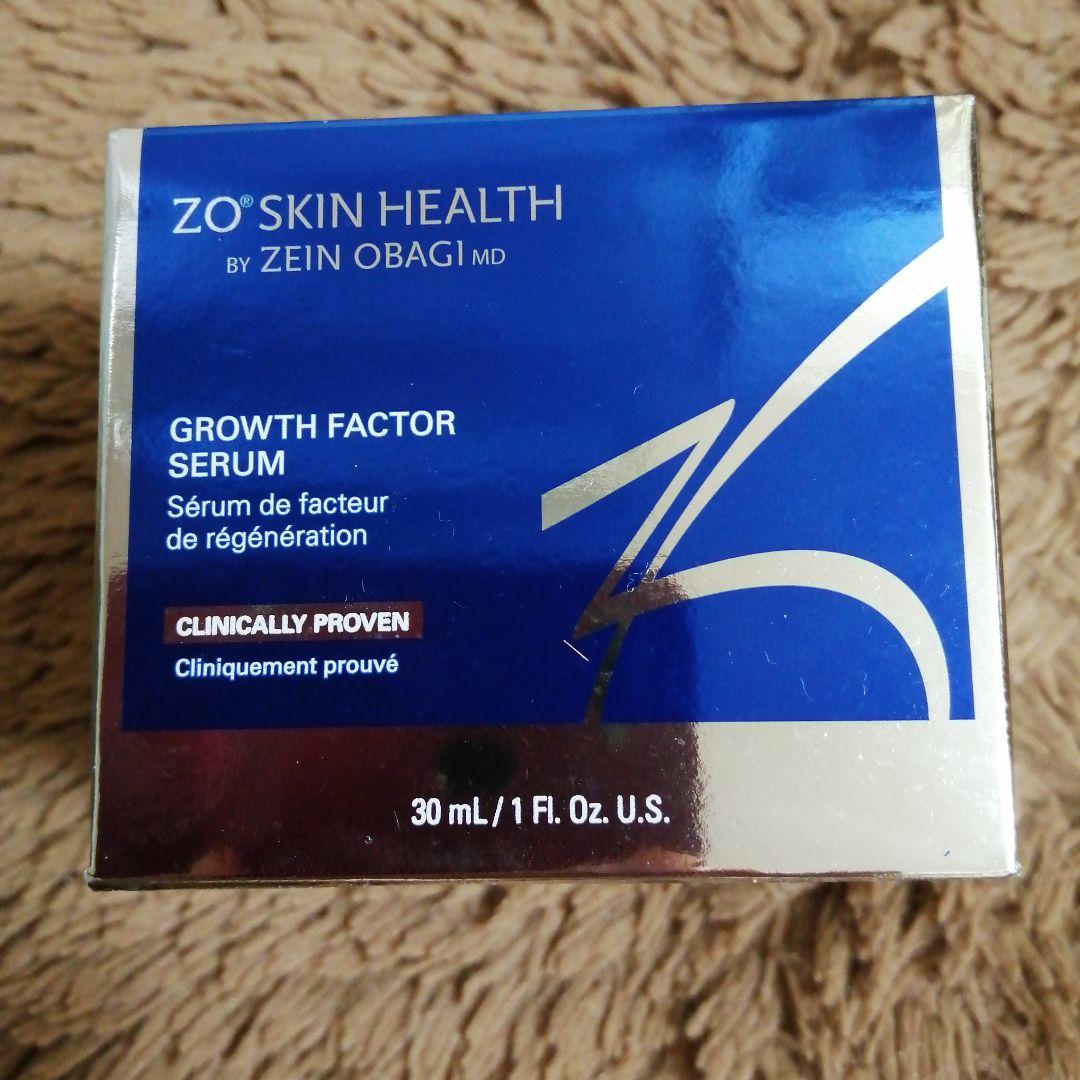 ZO® SKIN HEALTH
BY ZEIN OBAGI MD
GROWTH FACTOR
SERUM
Sérum de facteur
de régénération
CLINICALLY PROVEN
Cliniquement prouvé
30 mL / 1 Fl. Oz. U.S.